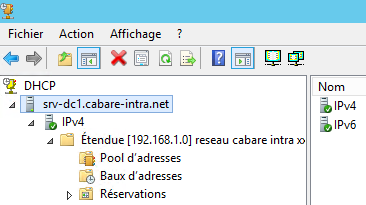 Fichier Action Affichage ?
DHCP
srv-dc1.cabare-intra.net
IPv4
Étendue [192.168.1.0] reseau cabare intra
Pool d'adresses
Baux d'adresses
Réservations
Nom
IPv4
IPv6